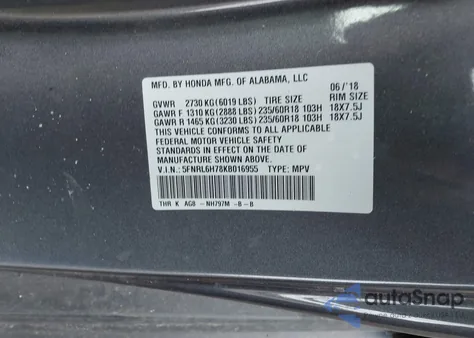 MFD. BY HONDA MFG. OF ALABAMA, LLC
06/'18
GVWR 2730 KG (6019 LBS) TIRE SIZE RIM SIZE
GAWR F 1310 KG (2888 LBS) 235/60R18 103H 18X7.5J
GAWR R 1465 KG (3230 LBS) 235/60R18 103H 18X7.5J
THIS VEHICLE CONFORMS TO ALL APPLICABLE
FEDERAL MOTOR VEHICLE SAFETY
STANDARDS IN EFFECT ON THE DATE OF
MANUFACTURE SHOWN ABOVE.
V.I.N.: 5FNRL6H78KB016955 TYPE: MPV
THR K AG8 -NH797M -B -B
autoSnap